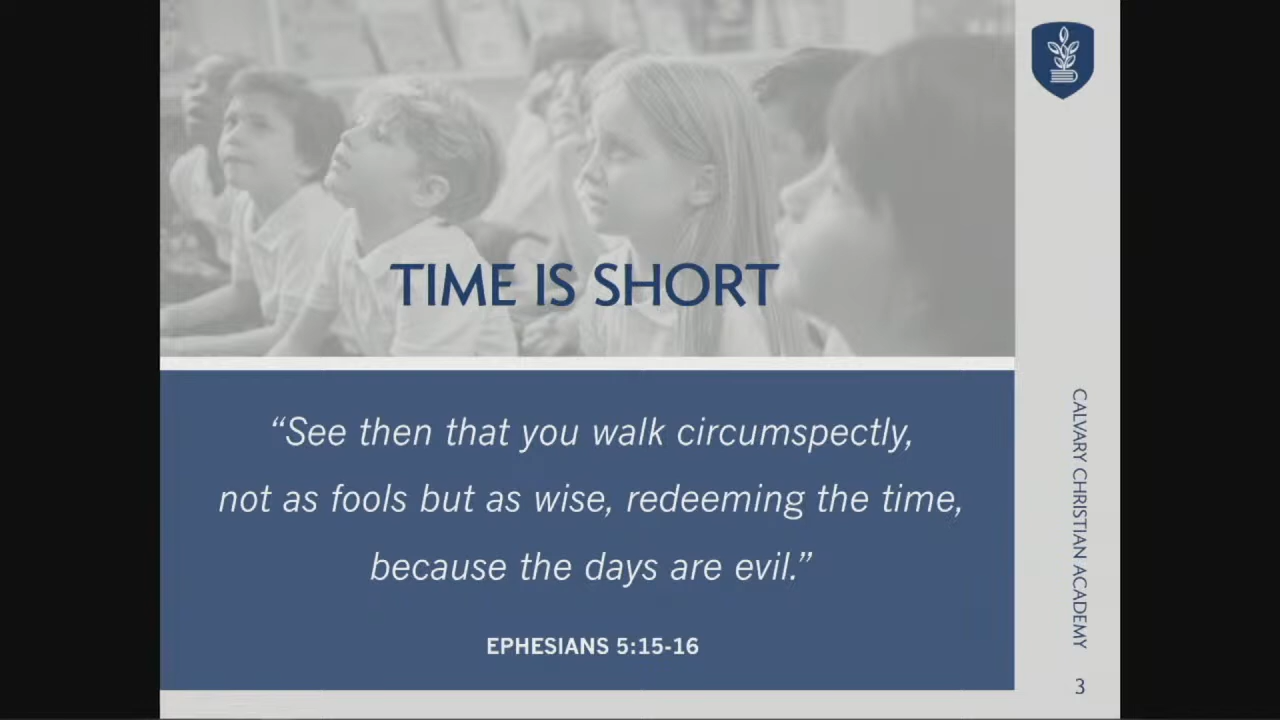 TIME IS SHORT
“See then that you walk circumspectly,
not as fools but as wise, redeeming the time,
because the days are evil.”
EPHESIANS 5:15-16
CALVARY CHRISTIAN ACADEMY
3